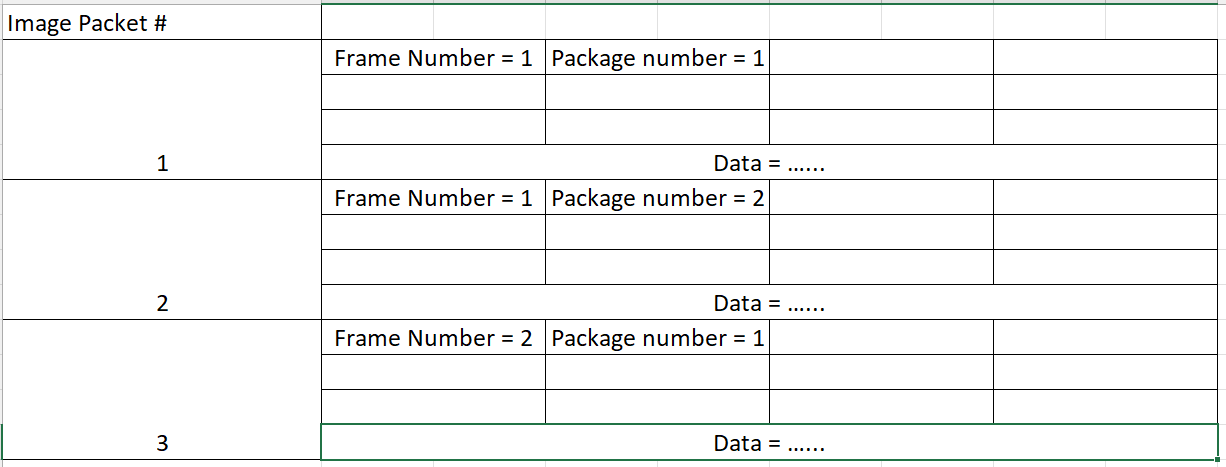 Image Packet #
Frame Number = 1 Package number = 1
1 Data = ......
Frame Number = 1 Package number = 2
2 Data = ......
Frame Number = 2 Package number = 1
3 Data = ......